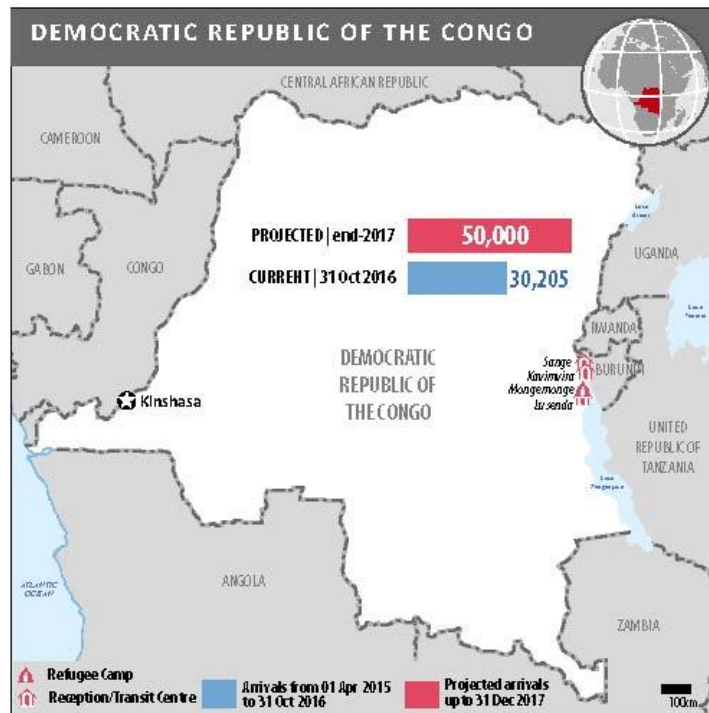 DEMOCRATIC REPUBLIC OF THE CONGO
CENTRAL AFRICAN REPUBLIC
CAMEROON
PROJECTED | end-2017
50,000
CURRENT | 31 Oct 2016
30,205
UGANDA
GABON
CONGO
RWANDA
BURUNDI
Sange
Kavimvira
Mongemonge
Lusenda
DEMOCRATIC
REPUBLIC OF
THE CONGO
Kinshasa
UNITED
REPUBLIC OF
TANZANIA
ATLANTIC
OCEAN
ANGOLA
ZAMBIA
Refugee Camp
Reception/Transit Centre
Arrivals from 01 Apr 2015
to 31 Oct 2016
Projected arrivals
up to 31 Dec 2017
100km